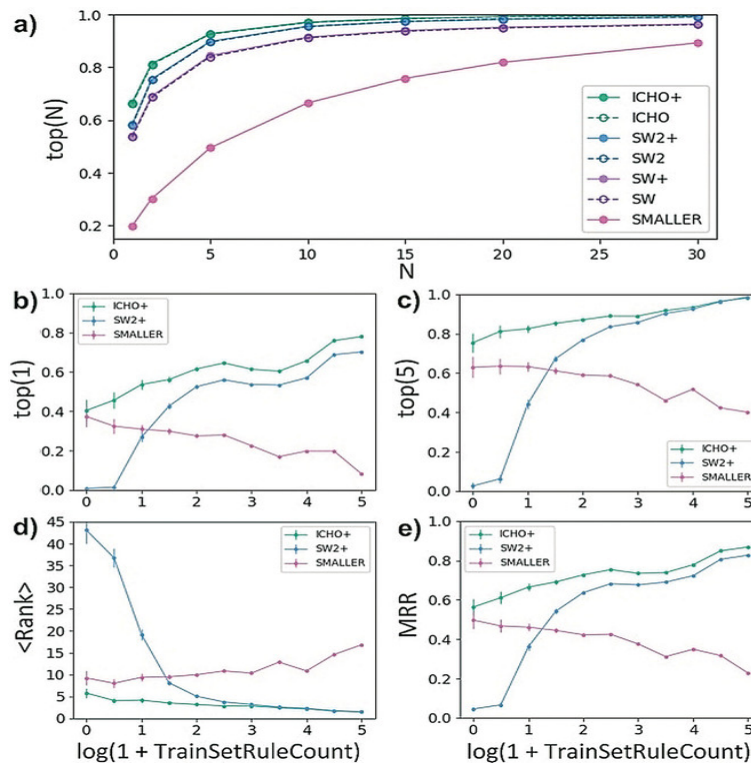 a)
top(N)
1.0
0.8
0.6
0.4
0.2
0
5
10
15
20
25
30
N
ICHO+
ICHO
SW2+
SW2
SW+
SW
SMALLER
b)
top(1)
1.0
0.8
0.6
0.4
0.2
0.0
0
1
2
3
4
5
ICHO+
SW2+
SMALLER
c)
top(5)
1.0
0.8
0.6
0.4
0.2
0.0
0
1
2
3
4
5
ICHO+
SW2+
SMALLER
d)
<Rank>
45
40
35
30
25
20
15
10
5
0
0
1
2
3
4
5
log(1 + TrainSetRuleCount)
ICHO+
SW2+
SMALLER
e)
MRR
1.0
0.8
0.6
0.4
0.2
0.0
0
1
2
3
4
5
log(1 + TrainSetRuleCount)
ICHO+
SW2+
SMALLER